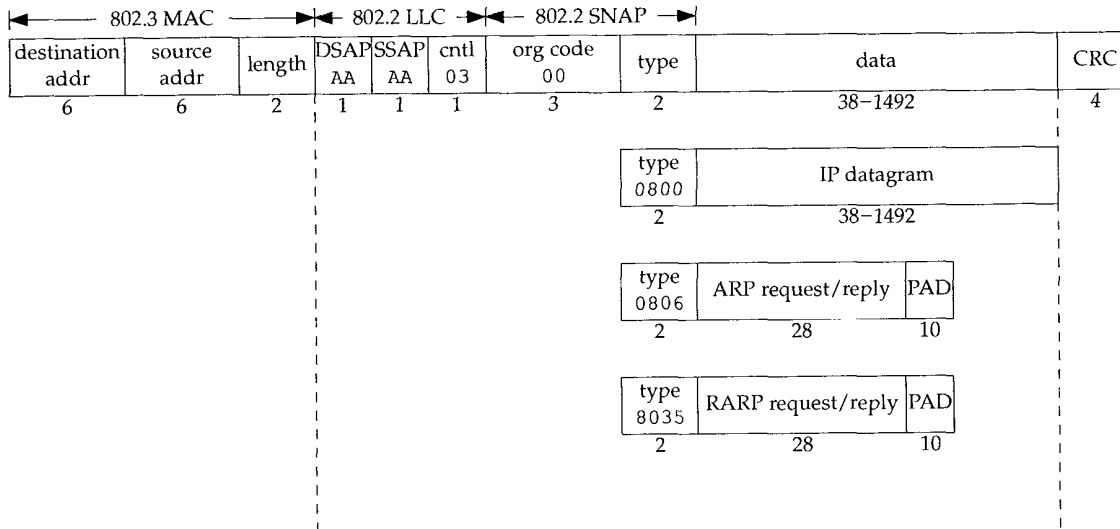 802.3 MAC 802.2 LLC 802.2 SNAP
destination addr source addr length DSAP AA SSAP AA cntl 03 org code 00 type data CRC
6 6 2 1 1 1 3 2 38–1492 4
type 0800 IP datagram
2 38–1492
type 0806 ARP request/reply PAD
2 28 10
type 8035 RARP request/reply PAD
2 28 10